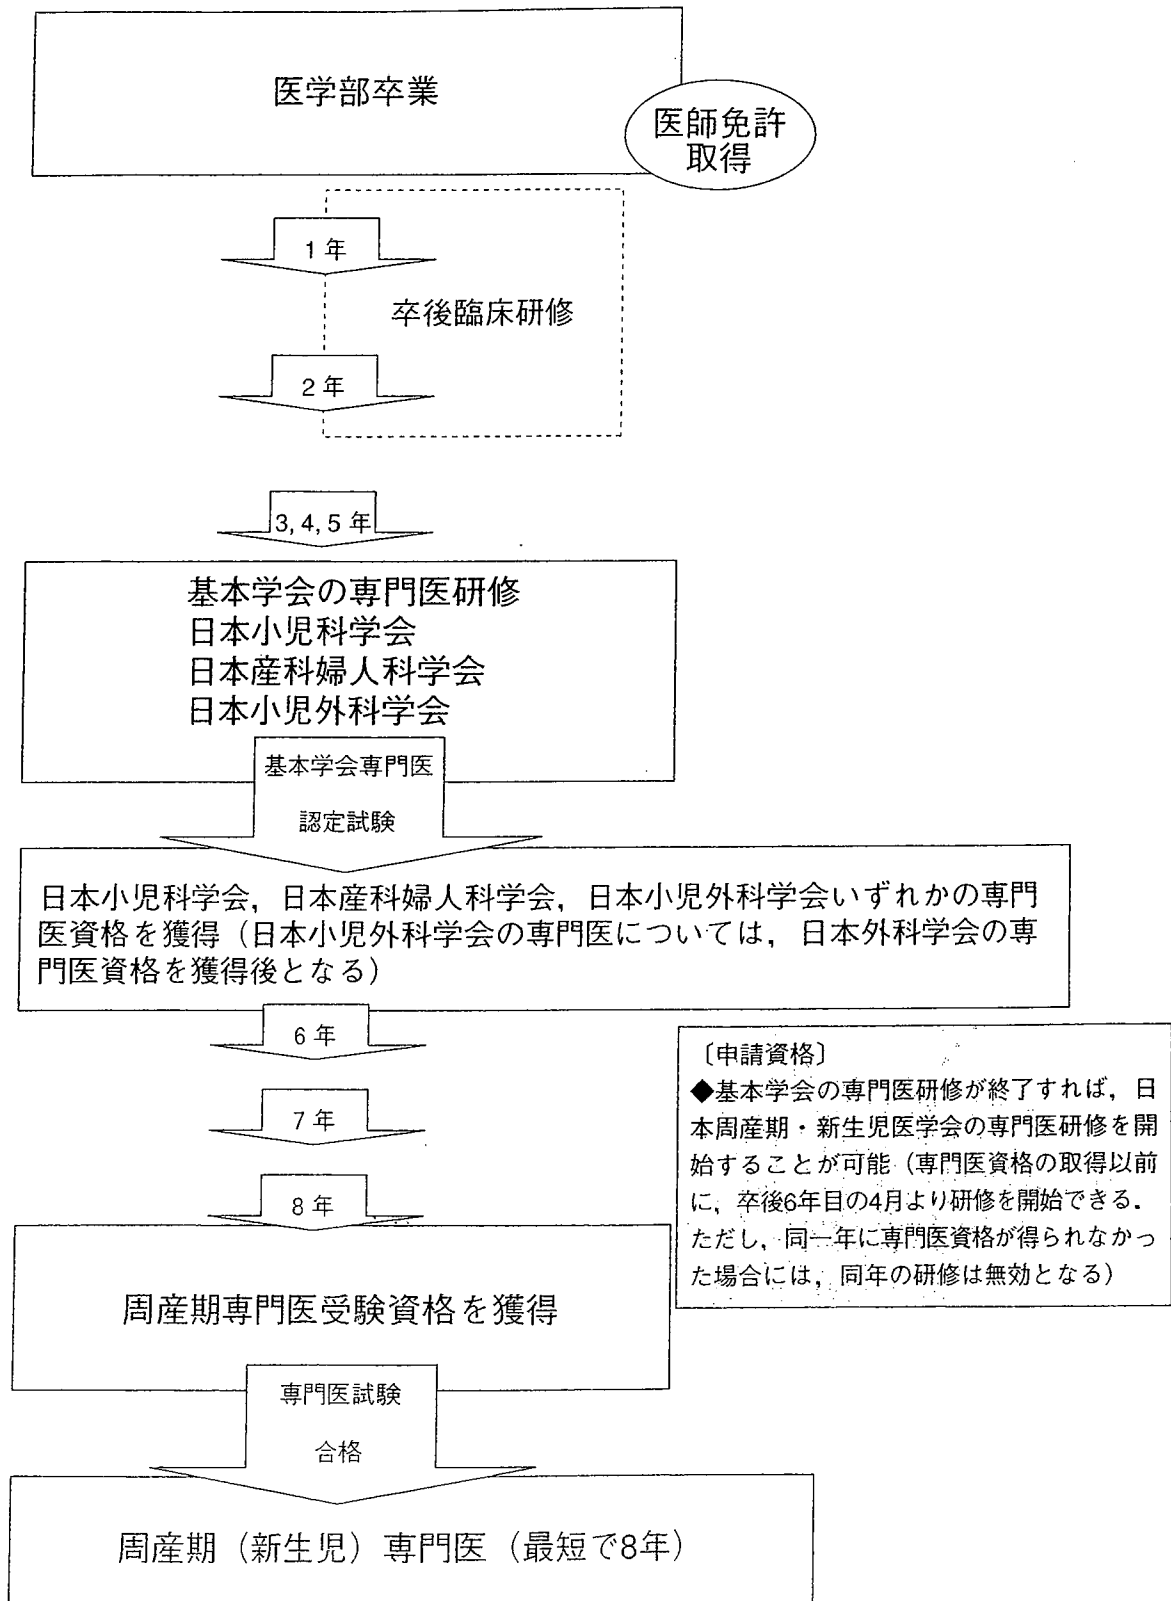 医学部卒業
医師免許
取得
1年
卒後臨床研修
2年
3, 4, 5 年
基本学会の専門医研修
日本小児科学会
日本産科婦人科学会
日本小児外科学会
基本学会専門医
認定試験
日本小児科学会，日本産科婦人科学会，日本小児外科学会いずれかの専門
医資格を獲得（日本小児外科学会の専門医については，日本外科学会の専
門医資格を獲得後となる）
6年
7年
8年
〔申請資格〕
◆基本学会の専門医研修が終了すれば，日
本周産期・新生児医学会の専門医研修を開
始することが可能（専門医資格の取得以前
に，卒後6年目の4月より研修を開始できる．
ただし，同一年に専門医資格が得られなかっ
た場合には，同年の研修は無効となる）
周産期専門医受験資格を獲得
専門医試験
合格
周産期（新生児）専門医（最短で8年）